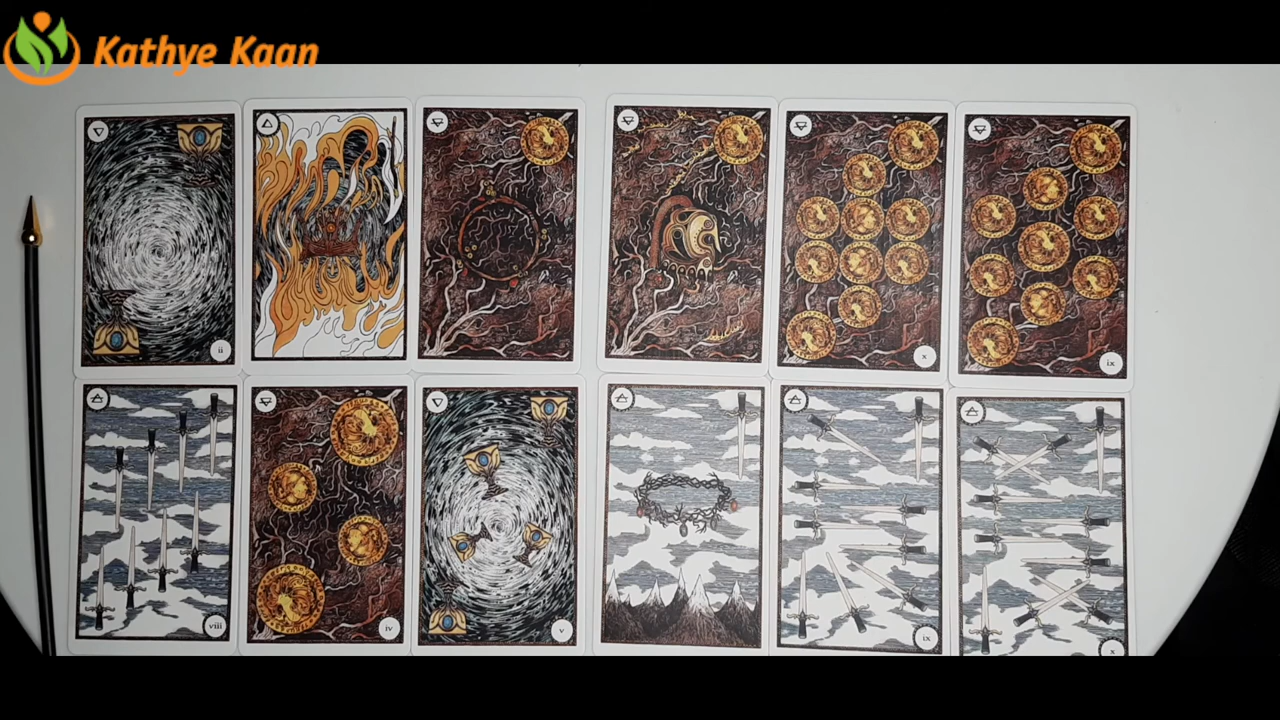 Kathye Kaan
ii
x
ix
viii
iv
v
ix
x